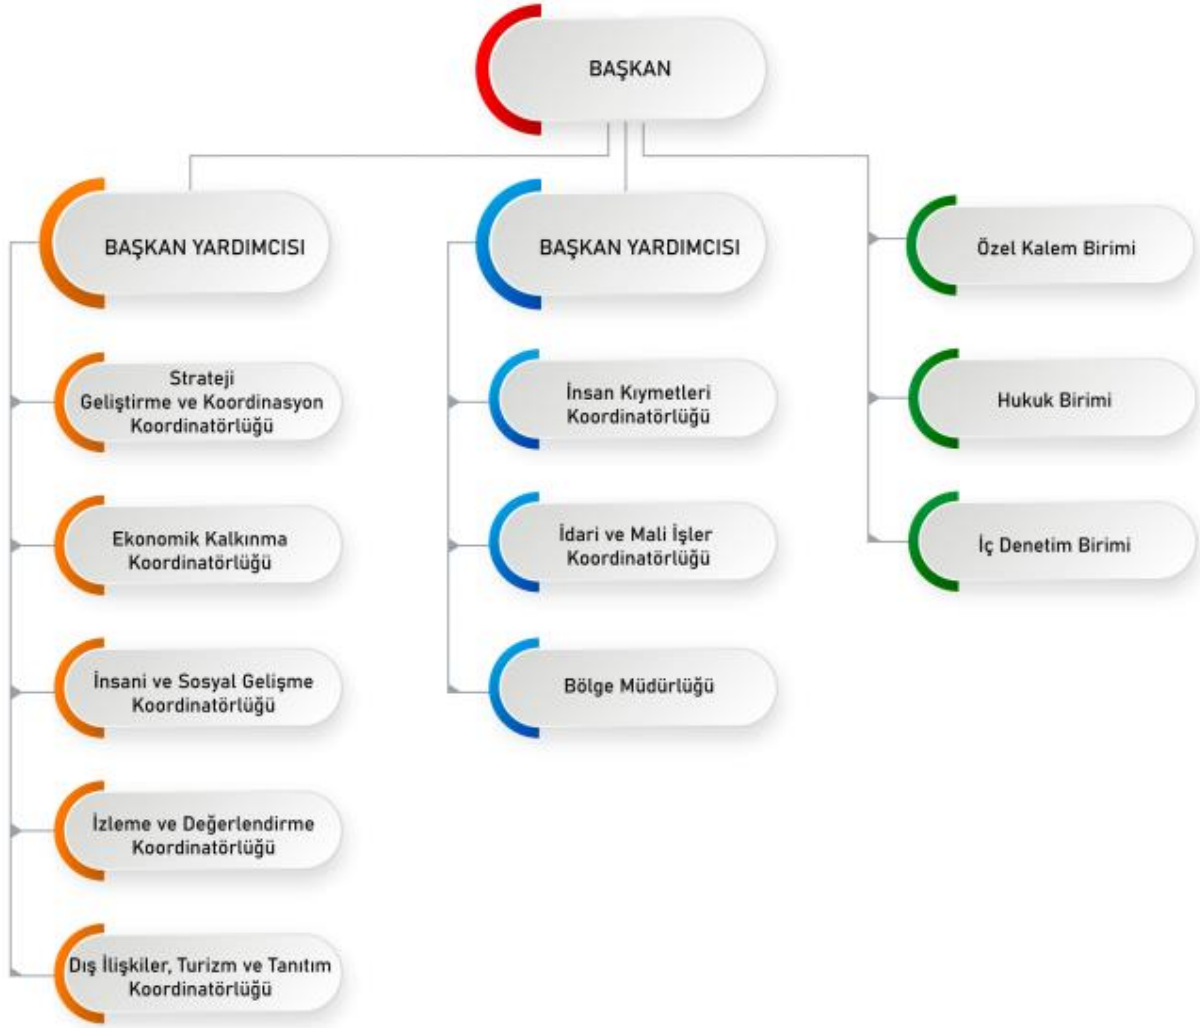 BAŞKAN
BAŞKAN YARDIMCISI
Strateji
Geliştirme ve Koordinasyon
Koordinatörlüğü
Ekonomik Kalkınma
Koordinatörlüğü
İnsani ve Sosyal Gelişme
Koordinatörlüğü
İzleme ve Değerlendirme
Koordinatörlüğü
Dış İlişkiler, Turizm ve Tanıtım
Koordinatörlüğü
BAŞKAN YARDIMCISI
İnsan Kıymetleri
Koordinatörlüğü
İdari ve Mali İşler
Koordinatörlüğü
Bölge Müdürlüğü
Özel Kalem Birimi
Hukuk Birimi
İç Denetim Birimi